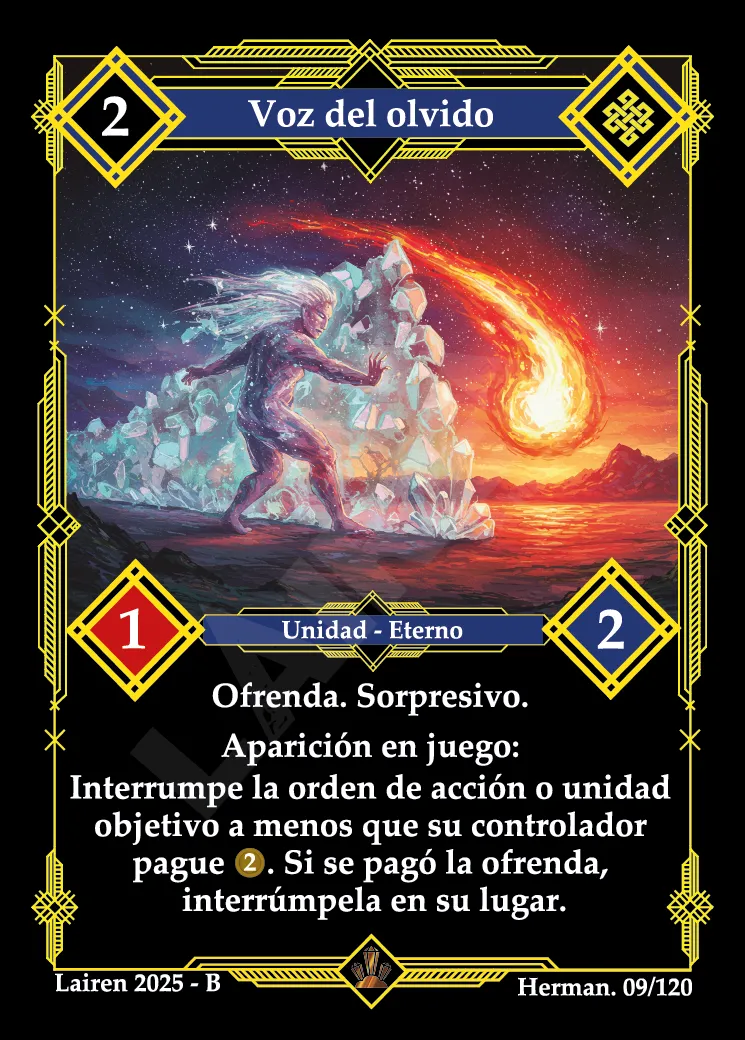 2
Voz del olvido
1
Unidad - Eterno
2
Ofrenda. Sorpresivo.
Aparición en juego:
Interrumpe la orden de acción o unidad
objetivo a menos que su controlador
pague 2. Si se pagó la ofrenda,
interrúmpela en su lugar.
Lairen 2025 - B
Herman. 09/120